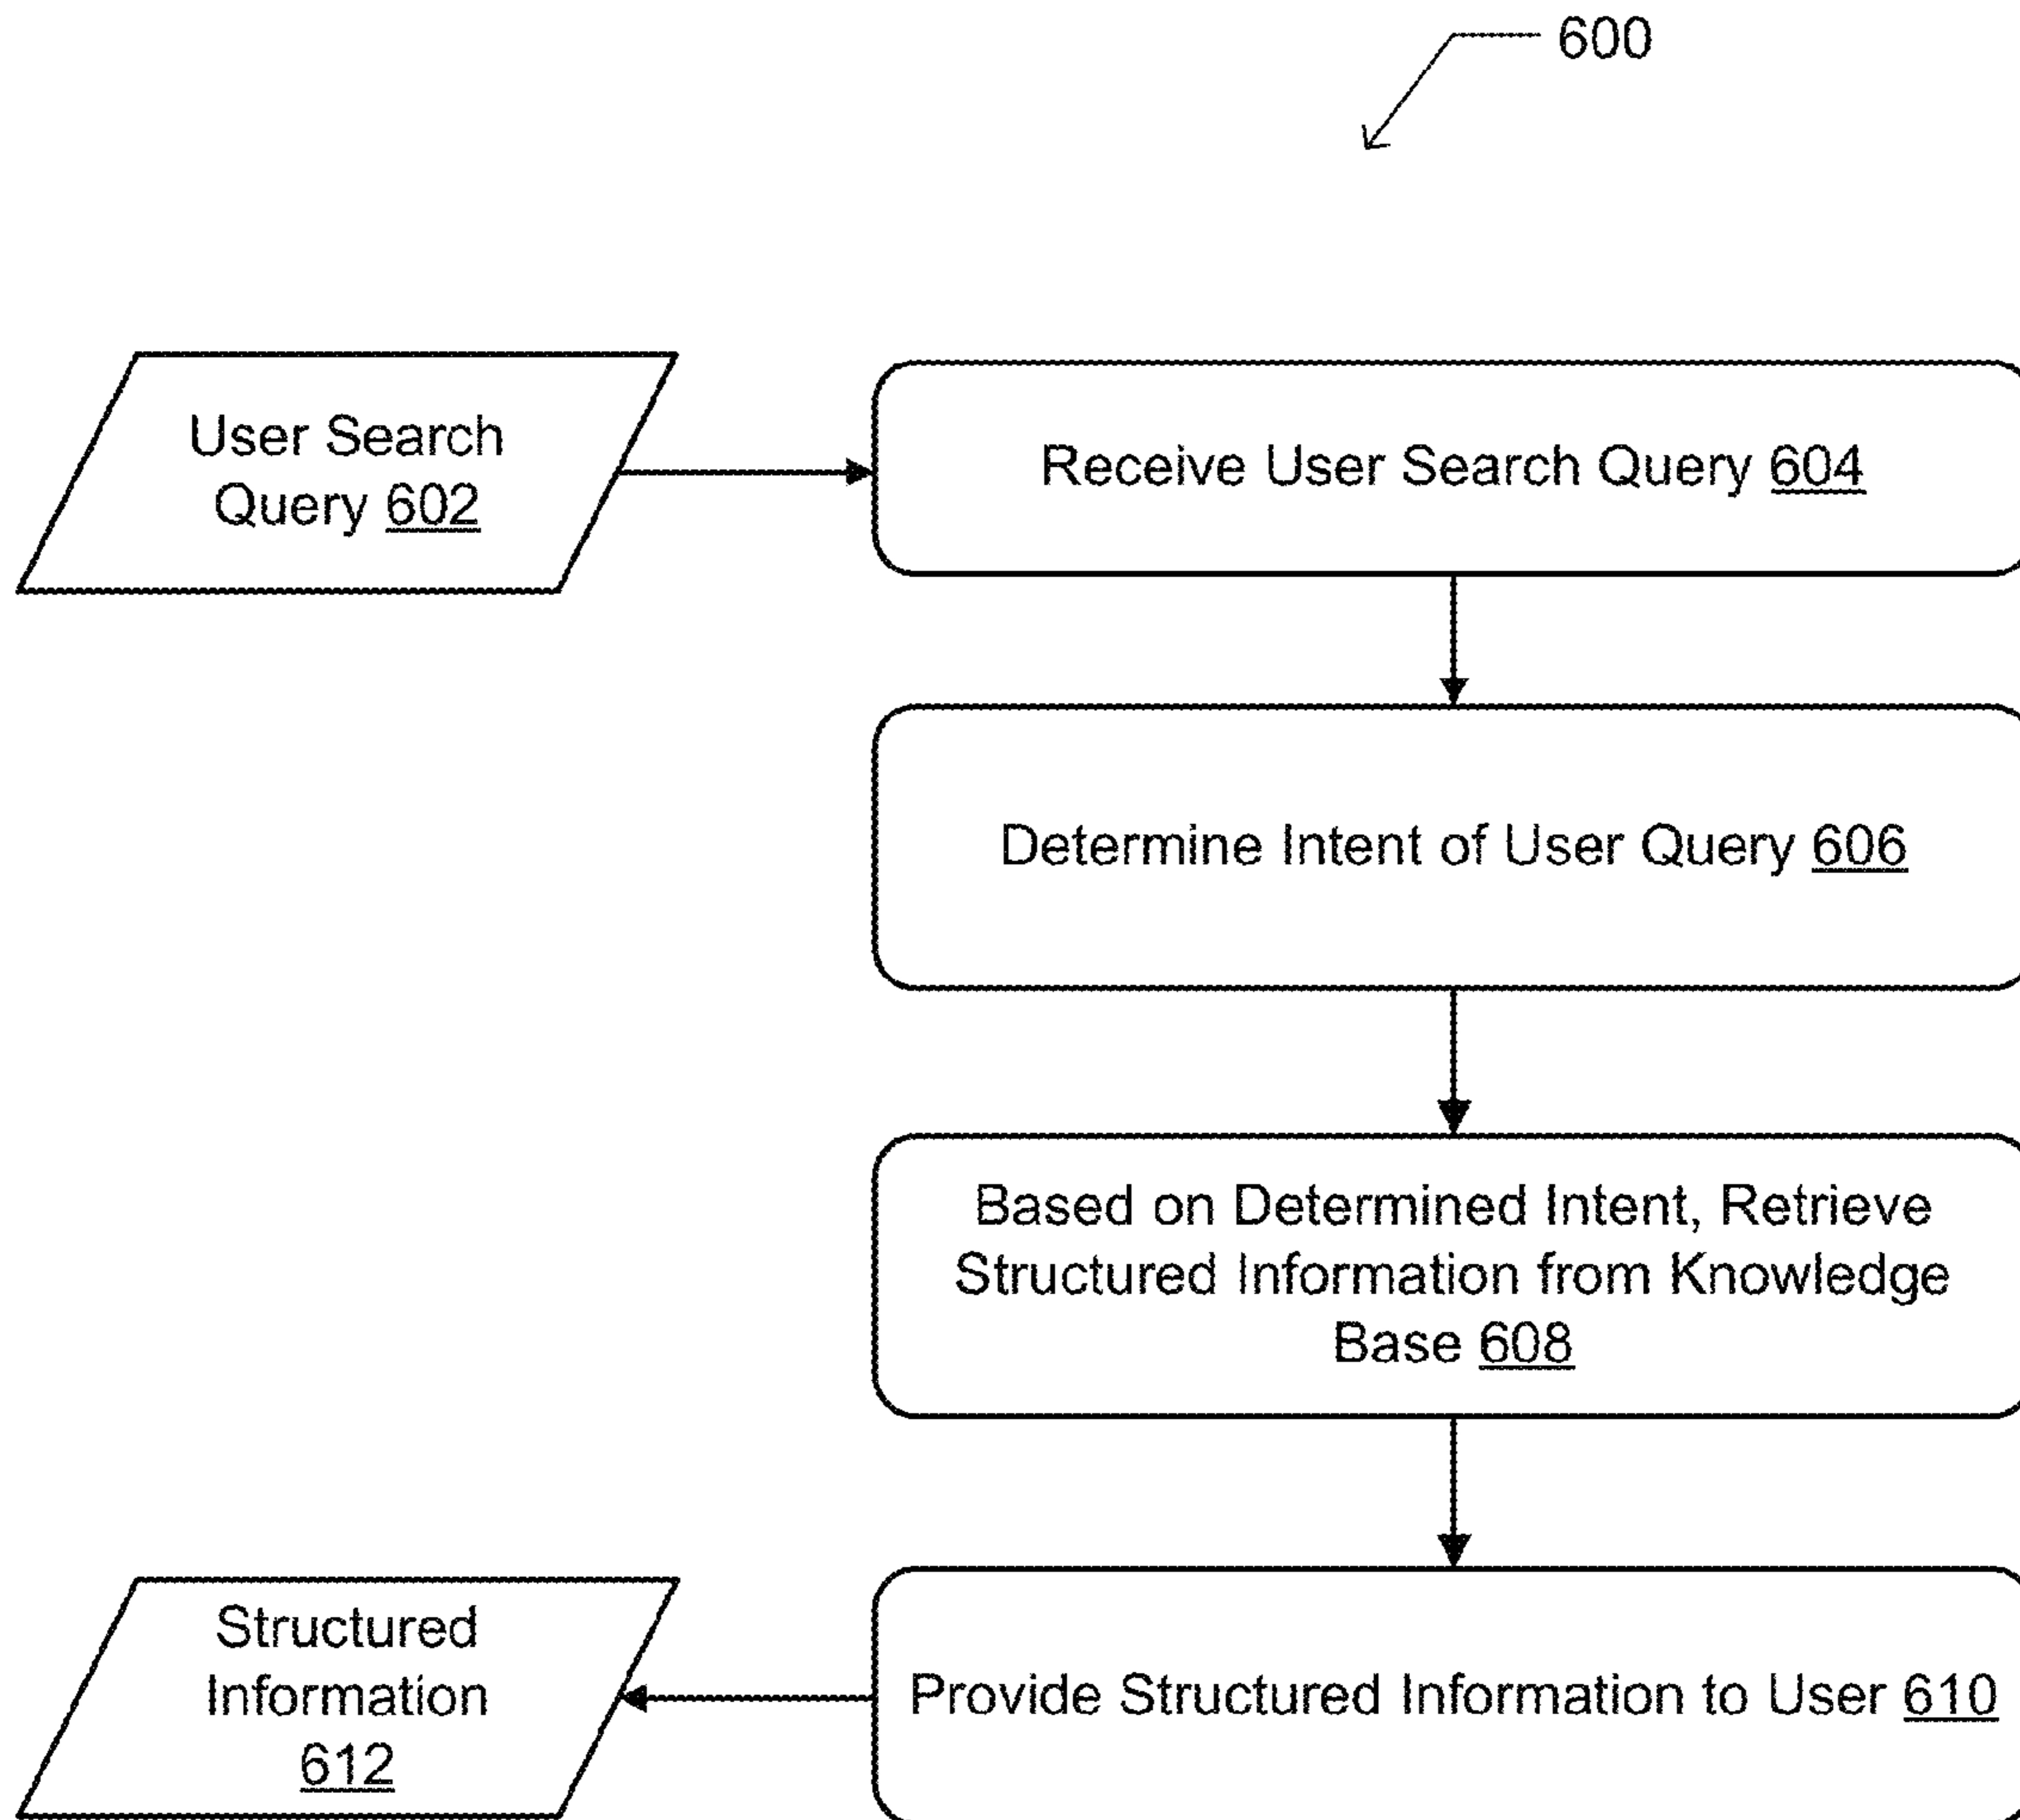 600
User Search
Query 602
Receive User Search Query 604
Determine Intent of User Query 606
Based on Determined Intent, Retrieve
Structured Information from Knowledge
Base 608
Structured
Information
612
Provide Structured Information to User 610